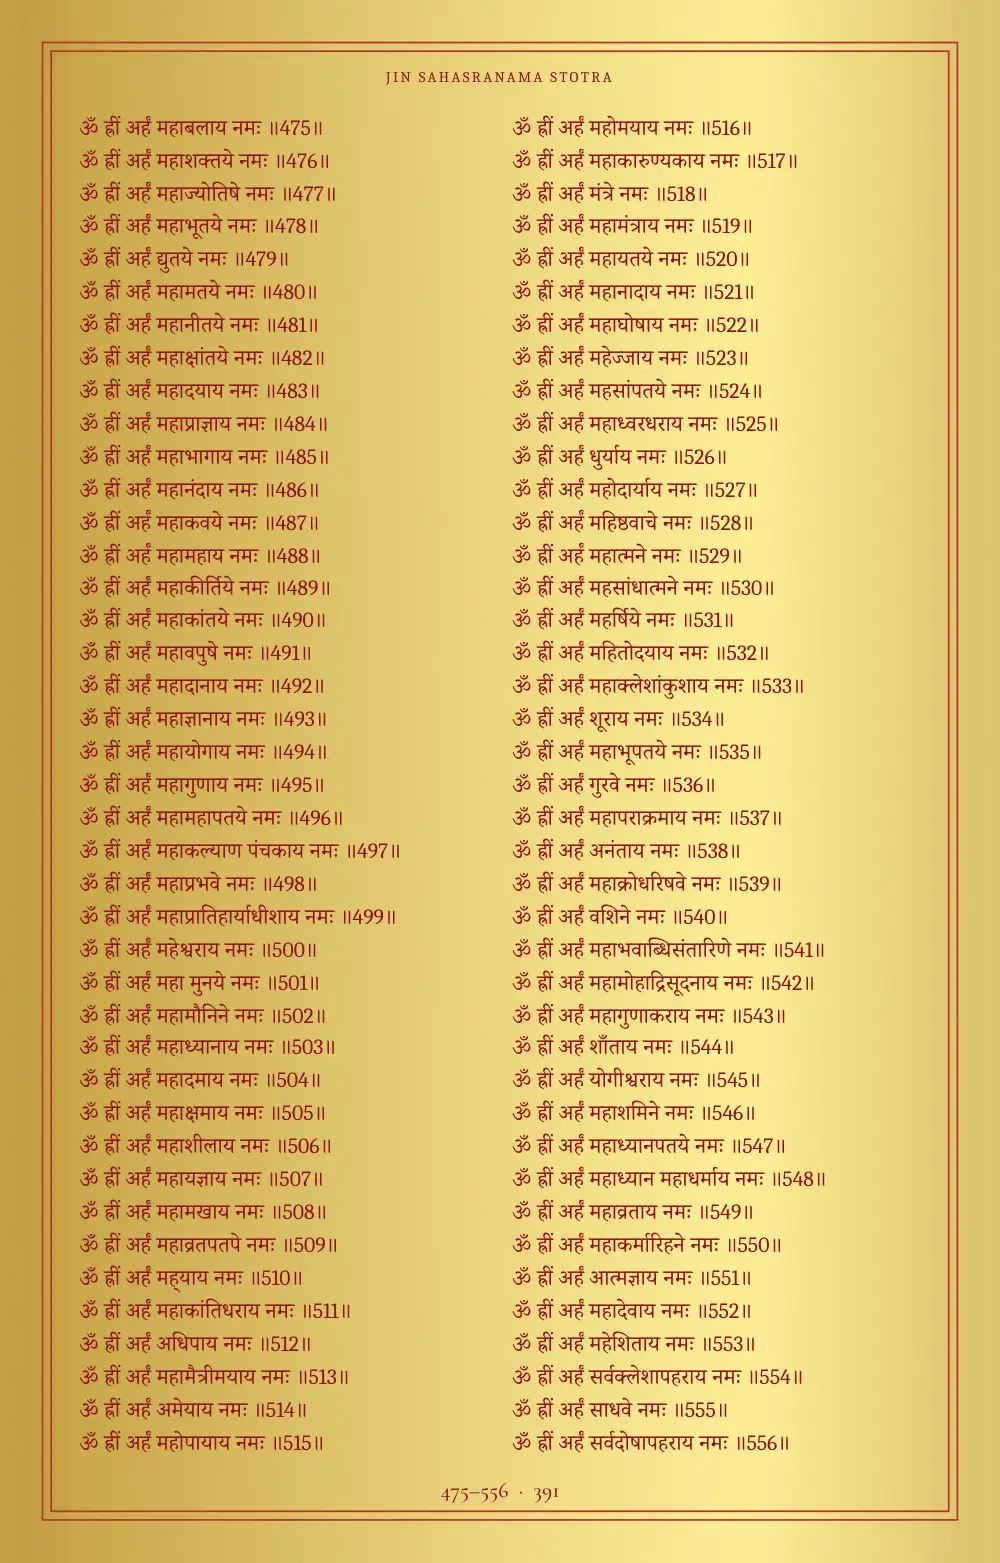 JIN SAHASRANAMA STOTRA
ॐ ह्रीं अर्हं महाबलाय नमः ॥475॥
ॐ ह्रीं अर्हं महाशक्तये नमः ॥476॥
ॐ ह्रीं अर्हं महाज्योतिषे नमः ॥477॥
ॐ ह्रीं अर्हं महाभूतये नमः ॥478॥
ॐ ह्रीं अर्हं द्युतये नमः ॥479॥
ॐ ह्रीं अर्हं महामतये नमः ॥480॥
ॐ ह्रीं अर्हं महानीतये नमः ॥481॥
ॐ ह्रीं अर्हं महाक्षांतये नमः ॥482॥
ॐ ह्रीं अर्हं महादयाय नमः ॥483॥
ॐ ह्रीं अर्हं महाप्राज्ञाय नमः ॥484॥
ॐ ह्रीं अर्हं महाभागाय नमः ॥485॥
ॐ ह्रीं अर्हं महानंदाय नमः ॥486॥
ॐ ह्रीं अर्हं महाकवये नमः ॥487॥
ॐ ह्रीं अर्हं महामहाय नमः ॥488॥
ॐ ह्रीं अर्हं महाकीर्तिये नमः ॥489॥
ॐ ह्रीं अर्हं महाकांतये नमः ॥490॥
ॐ ह्रीं अर्हं महावपुषे नमः ॥491॥
ॐ ह्रीं अर्हं महादानाय नमः ॥492॥
ॐ ह्रीं अर्हं महाज्ञानाय नमः ॥493॥
ॐ ह्रीं अर्हं महायोगाय नमः ॥494॥
ॐ ह्रीं अर्हं महागुणाय नमः ॥495॥
ॐ ह्रीं अर्हं महामहापतये नमः ॥496॥
ॐ ह्रीं अर्हं महाकल्याण पंचकाय नमः ॥497॥
ॐ ह्रीं अर्हं महाप्रभवे नमः ॥498॥
ॐ ह्रीं अर्हं महाप्रातिहार्याधीशाय नमः ॥499॥
ॐ ह्रीं अर्हं महेश्वराय नमः ॥500॥
ॐ ह्रीं अर्हं महा मुनये नमः ॥501॥
ॐ ह्रीं अर्हं महामौनिने नमः ॥502॥
ॐ ह्रीं अर्हं महाध्यानाय नमः ॥503॥
ॐ ह्रीं अर्हं महादमाय नमः ॥504॥
ॐ ह्रीं अर्हं महाक्षमाय नमः ॥505॥
ॐ ह्रीं अर्हं महाशीलाय नमः ॥506॥
ॐ ह्रीं अर्हं महायज्ञाय नमः ॥507॥
ॐ ह्रीं अर्हं महामखाय नमः ॥508॥
ॐ ह्रीं अर्हं महाव्रतपतपे नमः ॥509॥
ॐ ह्रीं अर्हं मह्‌याय नमः ॥510॥
ॐ ह्रीं अर्हं महाकांतिधराय नमः ॥511॥
ॐ ह्रीं अर्हं अधिपाय नमः ॥512॥
ॐ ह्रीं अर्हं महामैत्रीमयाय नमः ॥513॥
ॐ ह्रीं अर्हं अमेयाय नमः ॥514॥
ॐ ह्रीं अर्हं महोपायाय नमः ॥515॥
ॐ ह्रीं अर्हं महोमयाय नमः ॥516॥
ॐ ह्रीं अर्हं महाकारुण्यकाय नमः ॥517॥
ॐ ह्रीं अर्हं मंत्रे नमः ॥518॥
ॐ ह्रीं अर्हं महामंत्राय नमः ॥519॥
ॐ ह्रीं अर्हं महायतये नमः ॥520॥
ॐ ह्रीं अर्हं महानादाय नमः ॥521॥
ॐ ह्रीं अर्हं महाघोषाय नमः ॥522॥
ॐ ह्रीं अर्हं महेज्जाय नमः ॥523॥
ॐ ह्रीं अर्हं महसांपतये नमः ॥524॥
ॐ ह्रीं अर्हं महाध्वरधराय नमः ॥525॥
ॐ ह्रीं अर्हं धुर्याय नमः ॥526॥
ॐ ह्रीं अर्हं महोदार्याय नमः ॥527॥
ॐ ह्रीं अर्हं महिष्ठवाचे नमः ॥528॥
ॐ ह्रीं अर्हं महात्मने नमः ॥529॥
ॐ ह्रीं अर्हं महसांधात्मने नमः ॥530॥
ॐ ह्रीं अर्हं महर्षिये नमः ॥531॥
ॐ ह्रीं अर्हं महितोदयाय नमः ॥532॥
ॐ ह्रीं अर्हं महाक्लेशांकुशाय नमः ॥533॥
ॐ ह्रीं अर्हं शूराय नमः ॥534॥
ॐ ह्रीं अर्हं महाभूपतये नमः ॥535॥
ॐ ह्रीं अर्हं गुरवे नमः ॥536॥
ॐ ह्रीं अर्हं महापराक्रमाय नमः ॥537॥
ॐ ह्रीं अर्हं अनंताय नमः ॥538॥
ॐ ह्रीं अर्हं महाक्रोधरिषवे नमः ॥539॥
ॐ ह्रीं अर्हं वशिने नमः ॥540॥
ॐ ह्रीं अर्हं महाभवाब्धिसंतारिणे नमः ॥541॥
ॐ ह्रीं अर्हं महामोहाद्रिसूदनाय नमः ॥542॥
ॐ ह्रीं अर्हं महागुणाकराय नमः ॥543॥
ॐ ह्रीं अर्हं शाँताय नमः ॥544॥
ॐ ह्रीं अर्हं योगीश्वराय नमः ॥545॥
ॐ ह्रीं अर्हं महाशमिने नमः ॥546॥
ॐ ह्रीं अर्हं महाध्यानपतये नमः ॥547॥
ॐ ह्रीं अर्हं महाध्यान महाधर्माय नमः ॥548॥
ॐ ह्रीं अर्हं महाव्रताय नमः ॥549॥
ॐ ह्रीं अर्हं महाकर्मारिहने नमः ॥550॥
ॐ ह्रीं अर्हं आत्मज्ञाय नमः ॥551॥
ॐ ह्रीं अर्हं महादेवाय नमः ॥552॥
ॐ ह्रीं अर्हं महेशिताय नमः ॥553॥
ॐ ह्रीं अर्हं सर्वक्लेशापहराय नमः ॥554॥
ॐ ह्रीं अर्हं साधवे नमः ॥555॥
ॐ ह्रीं अर्हं सर्वदोषापहराय नमः ॥556॥
475–556 · 391